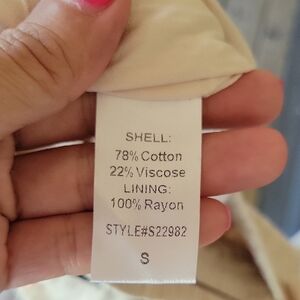 SHELL:
78% Cotton
22% Viscose
LINING:
100% Rayon
STYLE#S22982
S